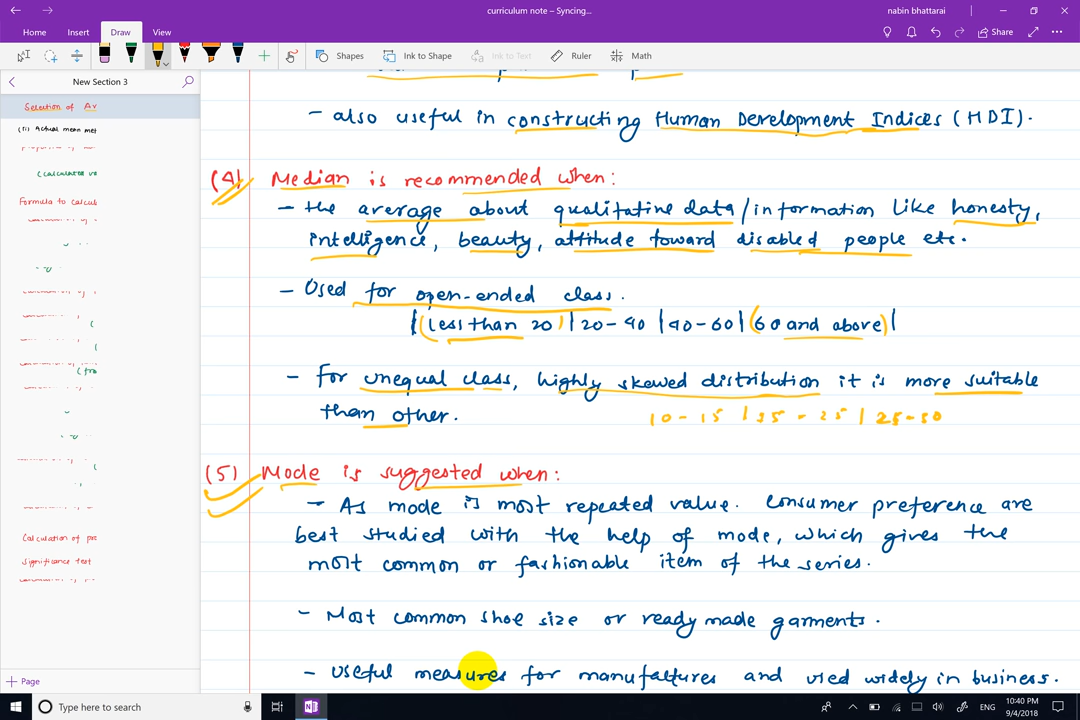 curriculum note – Syncing...
nabin bhattarai
Home Insert Draw View
Share
Shapes Ink to Shape Ink to Text Ruler Math
New Section 3
Selection of Av
(ii) Actual mean met
(calculated va
Formula to calcul
(
(
(fro
(
Calculation of pr
Significance test
+ Page
- also useful in constructing Human Development Indices (HDI).
(4) Median is recommended when:
- the average about qualitative data/information like honesty,
intelligence, beauty, attitude toward disabled people etc.
- Used for open-ended class.
|(less than 20)|20-40|40-60|(60 and above)|
- For unequal class, highly skewed distribution it is more suitable
than other.
10-15 | 15-25 | 25-50
(5) Mode is suggested when:
- As mode is most repeated value. Consumer preference are
best studied with the help of mode, which gives the
most common or fashionable item of the series.
- Most common shoe size or ready made garments.
- Useful measures for manufactures and used widely in business.
Type here to search
ENG
10:40 PM
9/4/2018